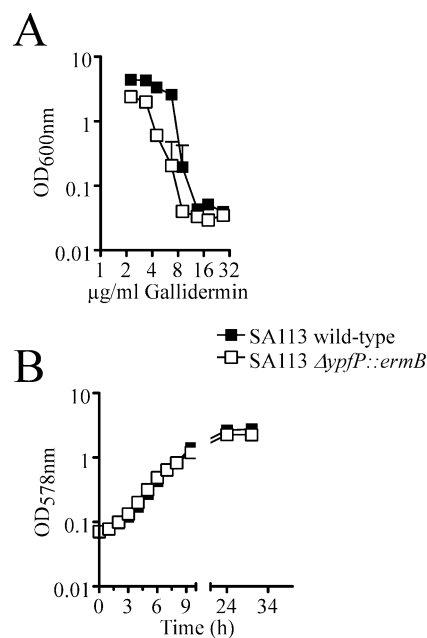 A
10
1
0.1
0.01
OD600nm
1 2 4 8 16 32
µg/ml Gallidermin
SA113 wild-type
SA113 ΔypfP::ermB
B
10
1
0.1
0.01
OD578nm
0 3 6 9 24 34
Time (h)